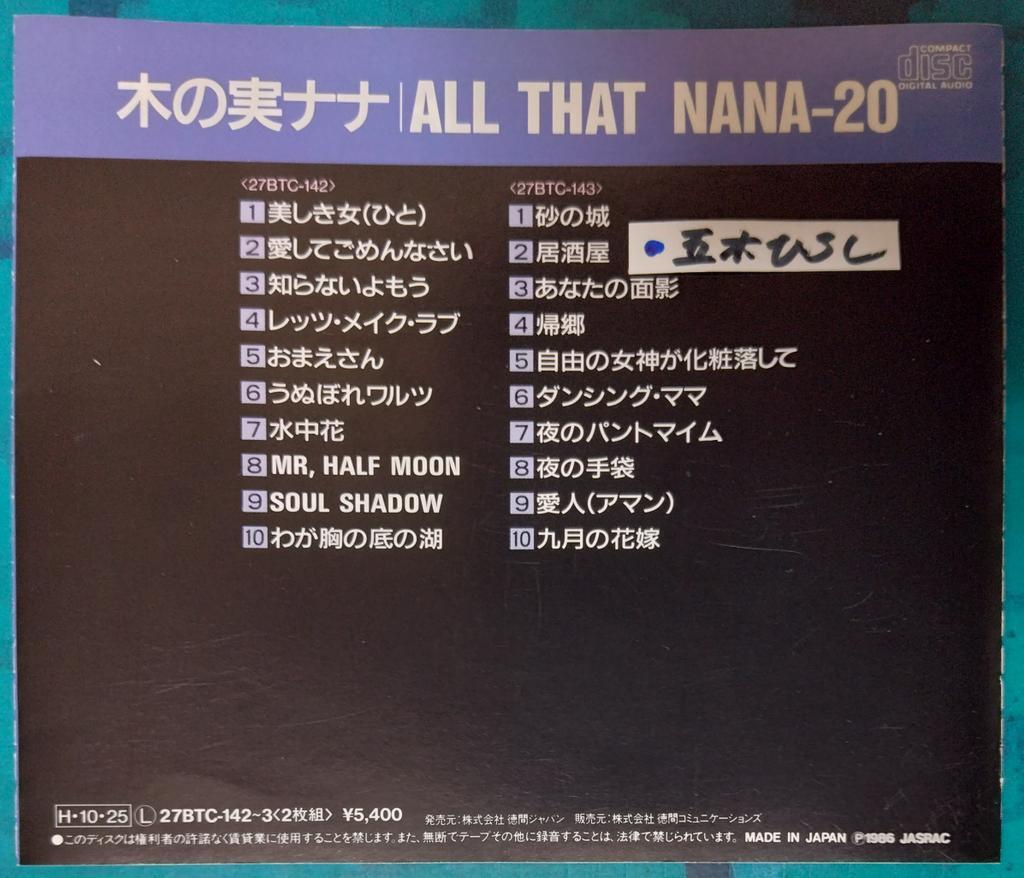 COMPACT
disc
DIGITAL AUDIO
木の実ナナ|ALL THAT NANA-20
〈27BTC-142〉
1 美しき女(ひと)
2 愛してごめんなさい
3 知らないよもう
4 レッツ・メイク・ラブ
5 おまえさん
6 うぬぼれワルツ
7 水中花
8 MR, HALF MOON
9 SOUL SHADOW
10 わが胸の底の湖
〈27BTC-143〉
1 砂の城
2 居酒屋
• 五木ひろし
3 あなたの面影
4 帰郷
5 自由の女神が化粧落して
6 ダンシング・ママ
7 夜のパントマイム
8 夜の手袋
9 愛人(アマン)
10 九月の花嫁
H・10・25 Ⓛ 27BTC-142~3〈2枚組〉 ¥5,400 発売元:株式会社 徳間ジャパン 販売元:株式会社 徳間コミュニケーションズ
●このディスクは権利者の許諾なく賃貸業に使用することを禁じます。また、無断でテープその他に録音することは、法律で禁じられています。 MADE IN JAPAN Ⓟ1986 JASRAC